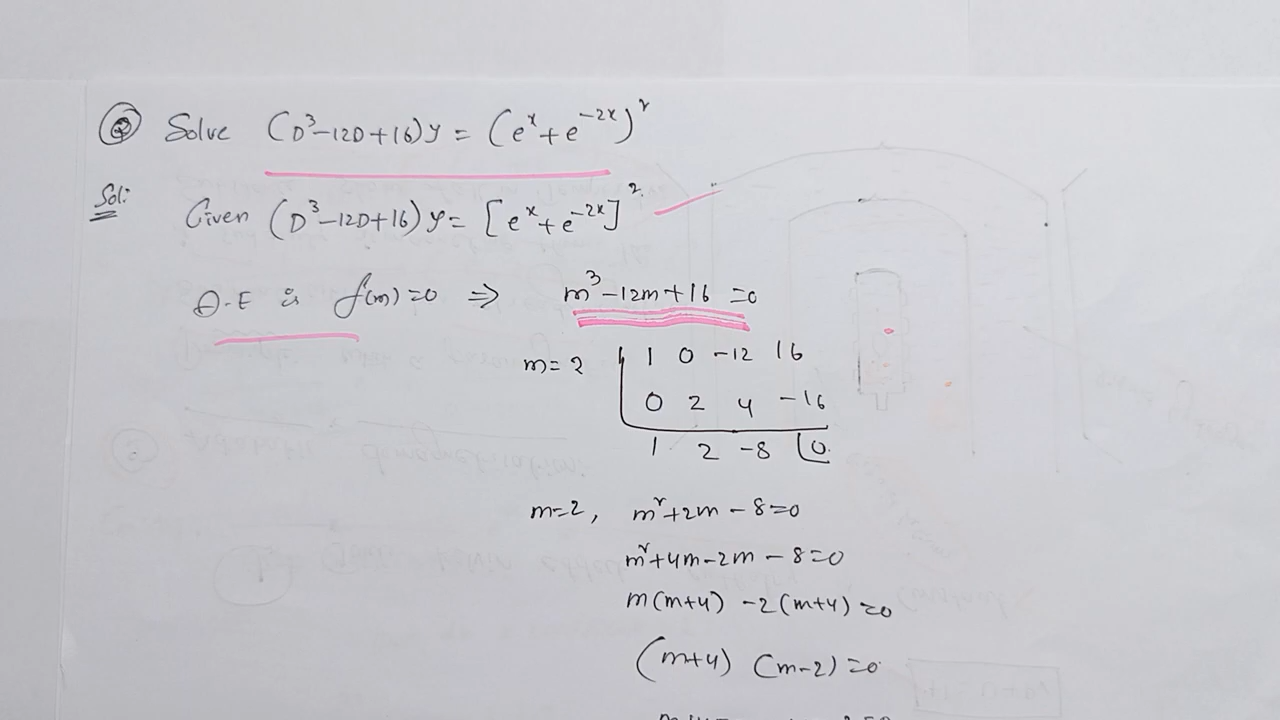 Q Solve (D³-12D+16)y = (eˣ+e⁻²ˣ)²
Sol: Given (D³-12D+16)y = [eˣ+e⁻²ˣ]²
A.E is f(m)=0 ⇒ m³-12m+16=0
m=2 | 1 0 -12 16
0 2 4 -16
1 2 -8 0
m=2, m²+2m-8=0
m²+4m-2m-8=0
m(m+4) -2(m+4)=0
(m+4) (m-2)=0